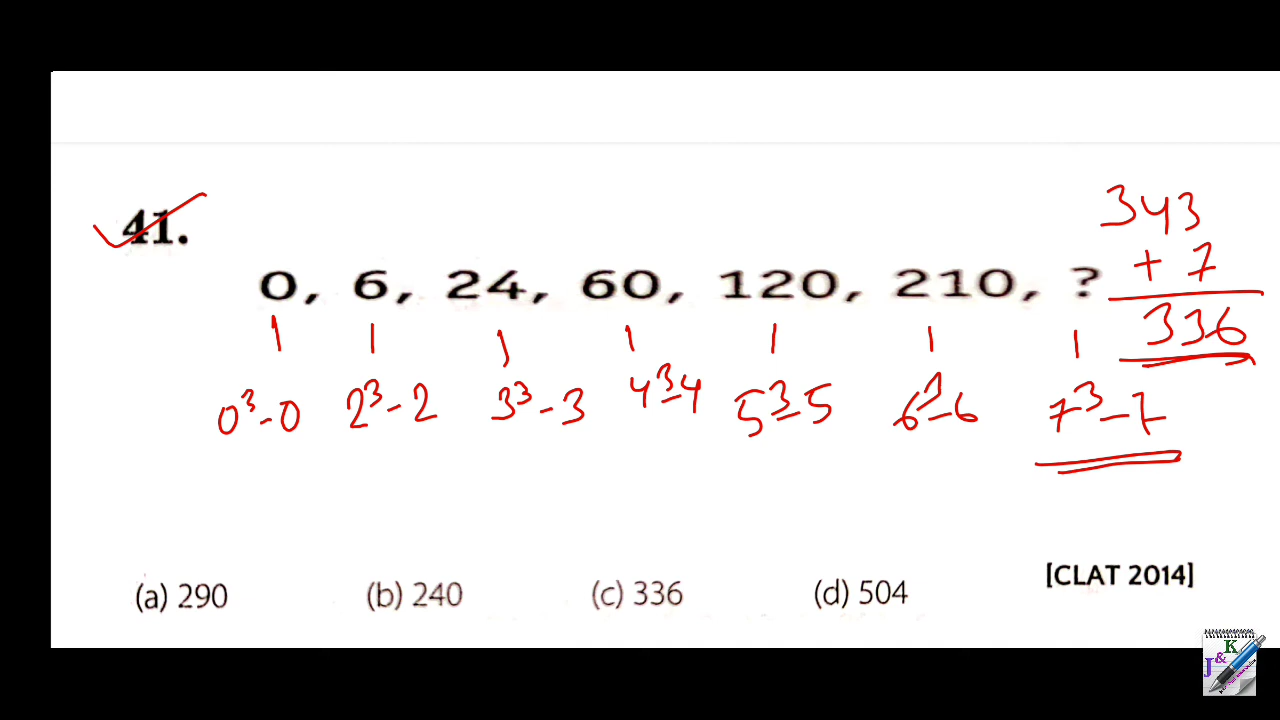 41.
0, 6, 24, 60, 120, 210, ?
0³-0 2³-2 3³-3 4³-4 5³-5 6³-6 7³-7
343
+ 7
336
(a) 290 (b) 240 (c) 336 (d) 504
[CLAT 2014]
J&K